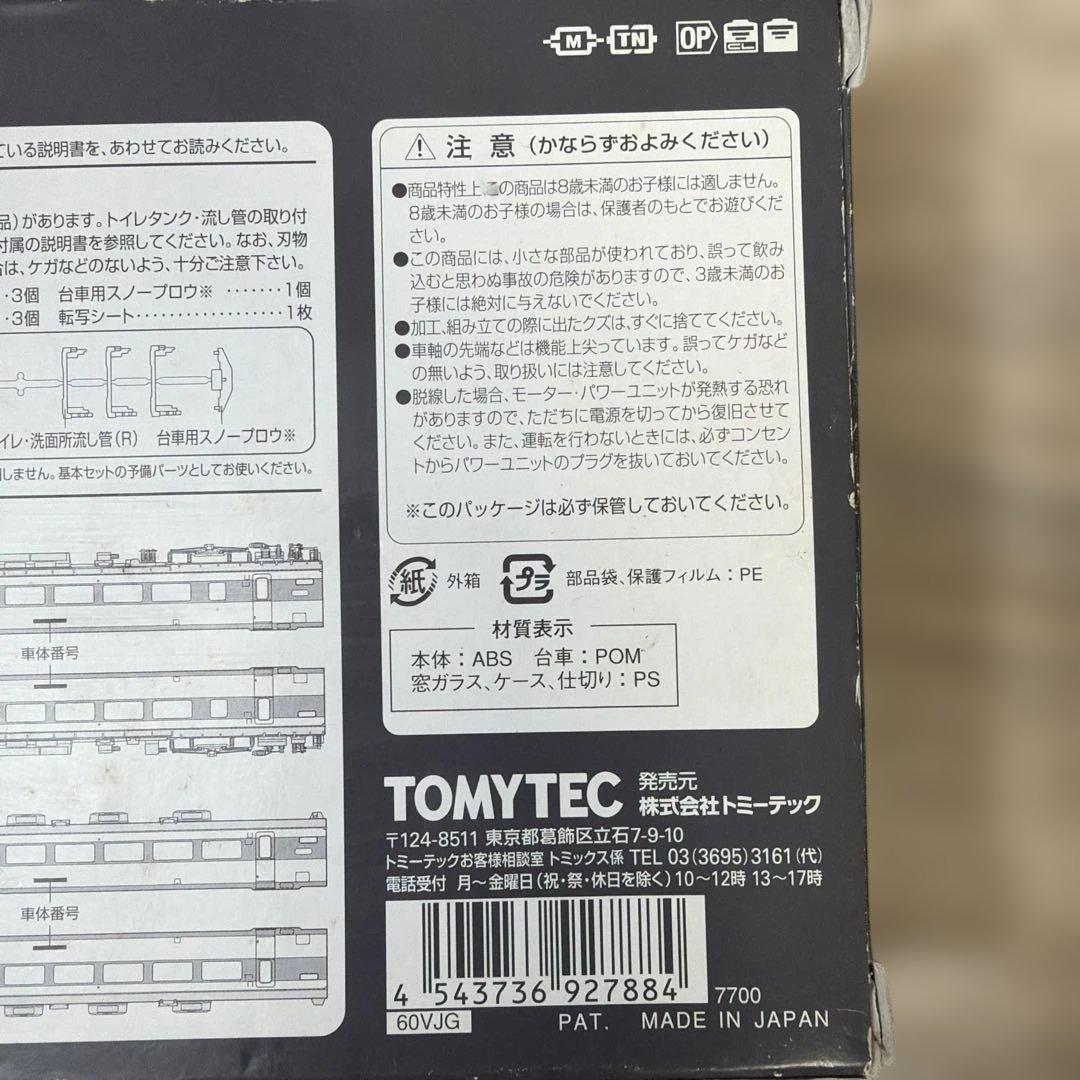 M TN OP CL
ている説明書を、あわせてお読みください。
品)があります。トイレタンク・流し管の取り付
付属の説明書を参照してください。なお、刃物
合は、ケガなどのないよう、十分ご注意下さい。
・3個 台車用スノープロウ※ ・・・・・・・1個
・3個 転写シート・・・・・・・・・・・・・・・・・・1枚
イレ・洗面所流し管(R) 台車用スノープロウ※
しません。基本セットの予備パーツとしてお使いください。
車体番号
車体番号
注 意 (かならずおよみください)
●商品特性上、この商品は8歳未満のお子様には適しません。
8歳未満のお子様の場合は、保護者のもとでお遊びくだ
さい。
●この商品には、小さな部品が使われており、誤って飲み
込むと思わぬ事故の危険がありますので、3歳未満のお
子様には絶対に与えないでください。
●加工、組み立ての際に出たクズは、すぐに捨ててください。
●車軸の先端などは機能上尖っています。誤ってケガなど
の無いよう、取り扱いには注意してください。
●脱線した場合、モーター・パワーユニットが発熱する恐れ
がありますので、ただちに電源を切ってから復旧させて
ください。また、運転を行わないときには、必ずコンセン
トからパワーユニットのプラグを抜いておいてください。
※このパッケージは必ず保管しておいてください。
紙 外箱 プラ 部品袋、保護フィルム:PE
材質表示
本体:ABS 台車:POM
窓ガラス、ケース、仕切り:PS
TOMYTEC 発売元
株式会社トミーテック
〒124-8511 東京都葛飾区立石7-9-10
トミーテックお客様相談室 トミックス係 TEL 03(3695)3161(代)
電話受付 月〜金曜日(祝・祭・休日を除く)10〜12時 13〜17時
4 543736 927884 7700
60VJG PAT. MADE IN JAPAN